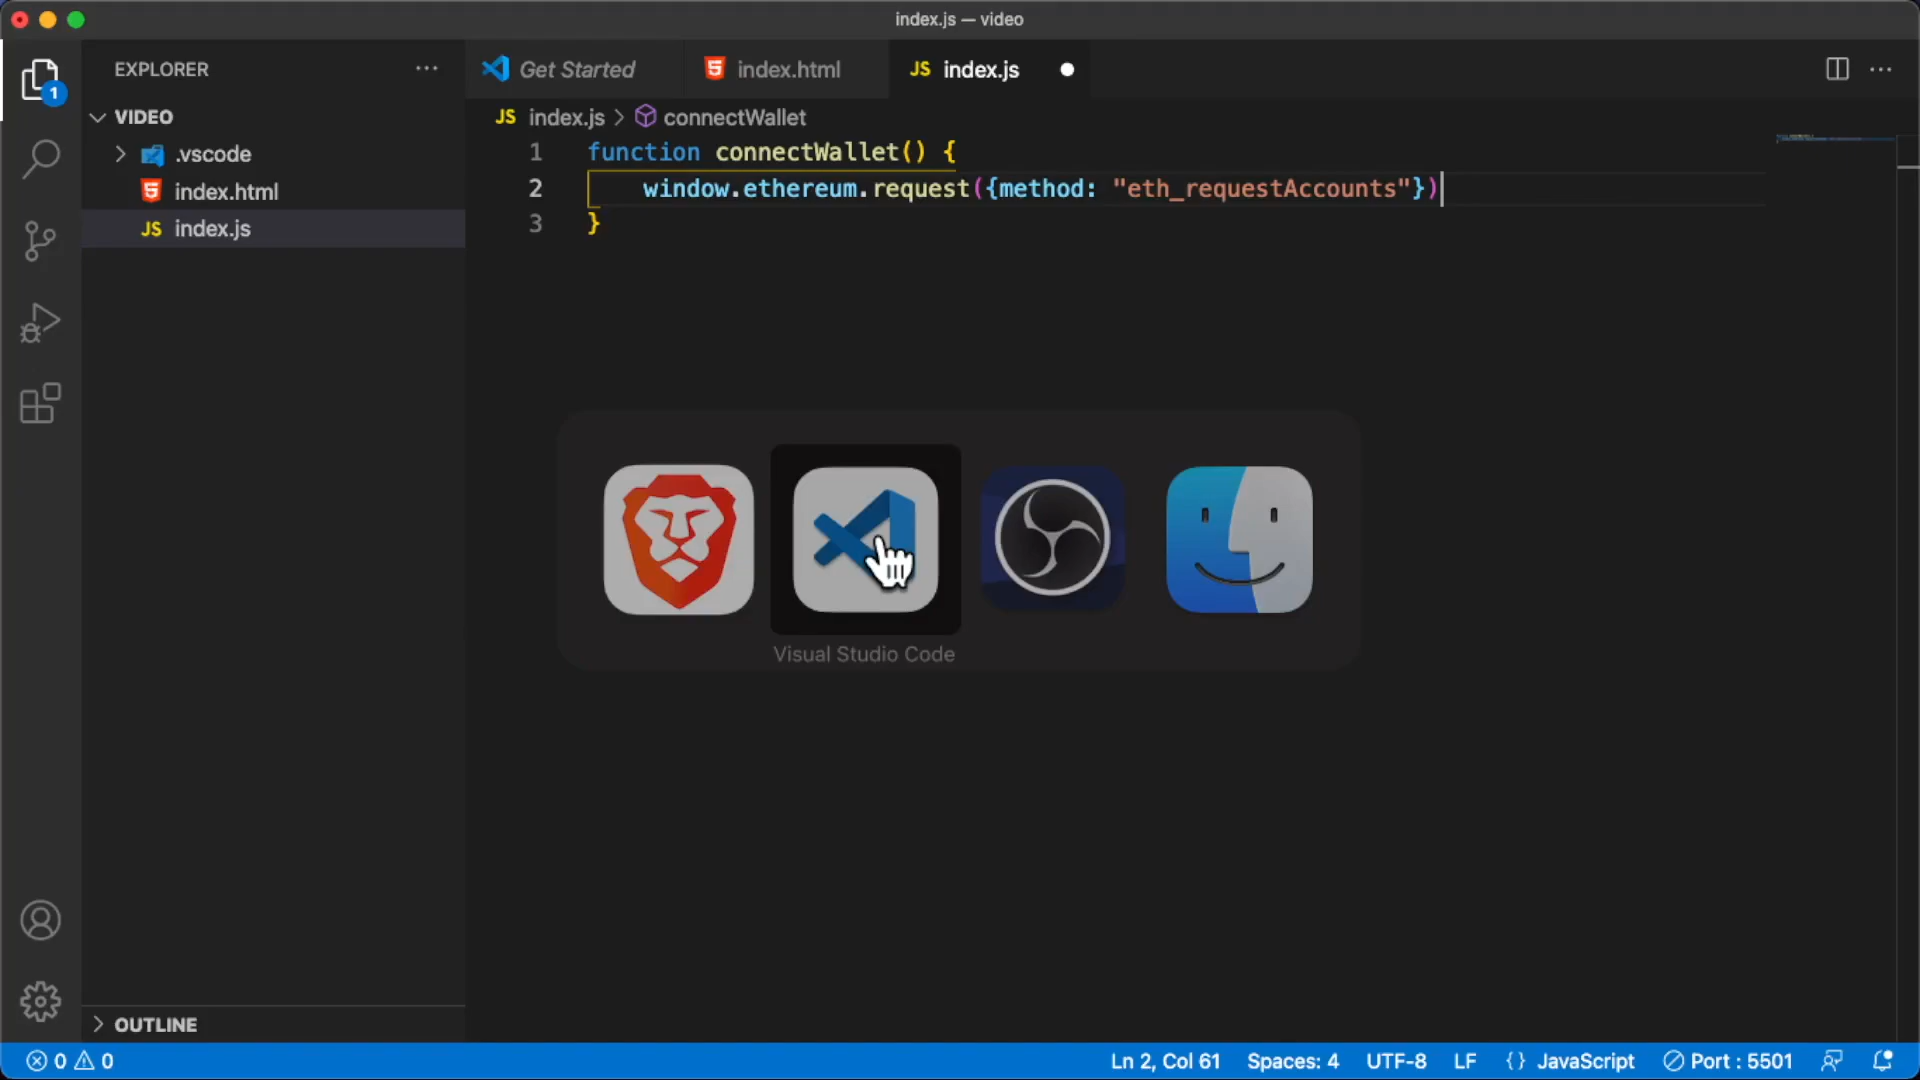 index.js — video
EXPLORER
1
VIDEO
.vscode
index.html
JS index.js
OUTLINE
Get Started
index.html
JS index.js
JS index.js > connectWallet
1 function connectWallet() {
2 window.ethereum.request({method: "eth_requestAccounts"})
3 }
Visual Studio Code
0 0
Ln 2, Col 61
Spaces: 4
UTF-8
LF
{} JavaScript
Port : 5501